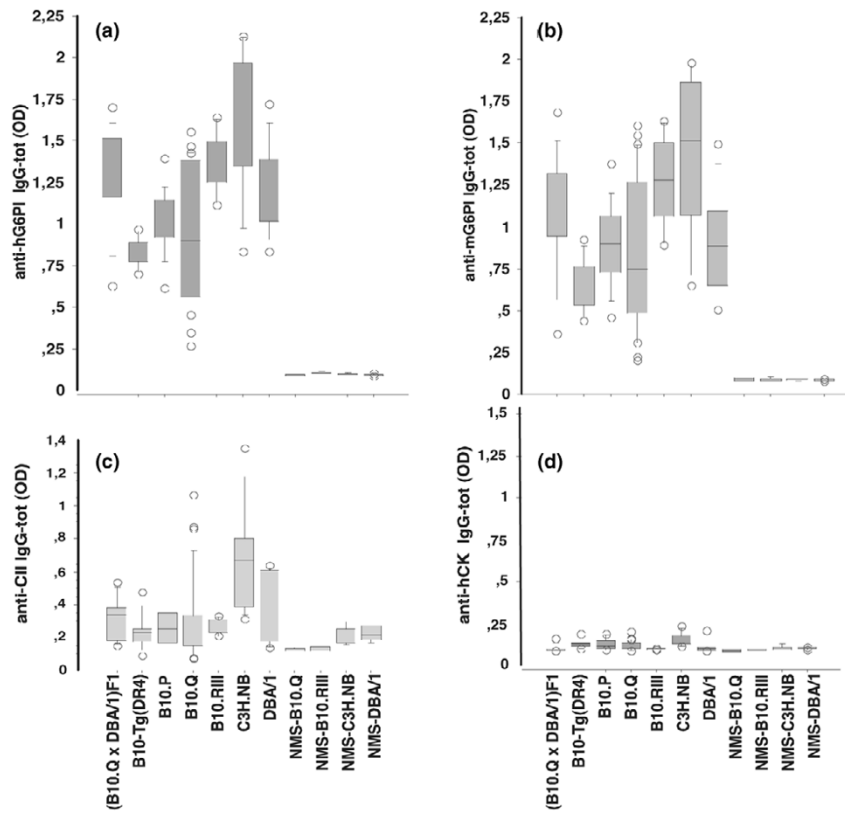 (a)
anti-hG6PI IgG-tot (OD)
2,25
2
1,75
1,5
1,25
1
,75
,5
,25
0
(b)
anti-mG6PI IgG-tot (OD)
2,25
2
1,75
1,5
1,25
1
,75
,5
,25
0
(c)
anti-CII IgG-tot (OD)
1,4
1,2
1
,8
,6
,4
,2
0
(B10.Q x DBA/1)F1
B10-Tg(DR4)
B10.P
B10.Q
B10.RIII
C3H.NB
DBA/1
NMS-B10.Q
NMS-B10.RIII
NMS-C3H.NB
NMS-DBA/1
(d)
anti-hCK IgG-tot (OD)
1,5
1,25
1
,75
,5
,25
0
(B10.Q x DBA/1)F1
B10-Tg(DR4)
B10.P
B10.Q
B10.RIII
C3H.NB
DBA/1
NMS-B10.Q
NMS-B10.RIII
NMS-C3H.NB
NMS-DBA/1